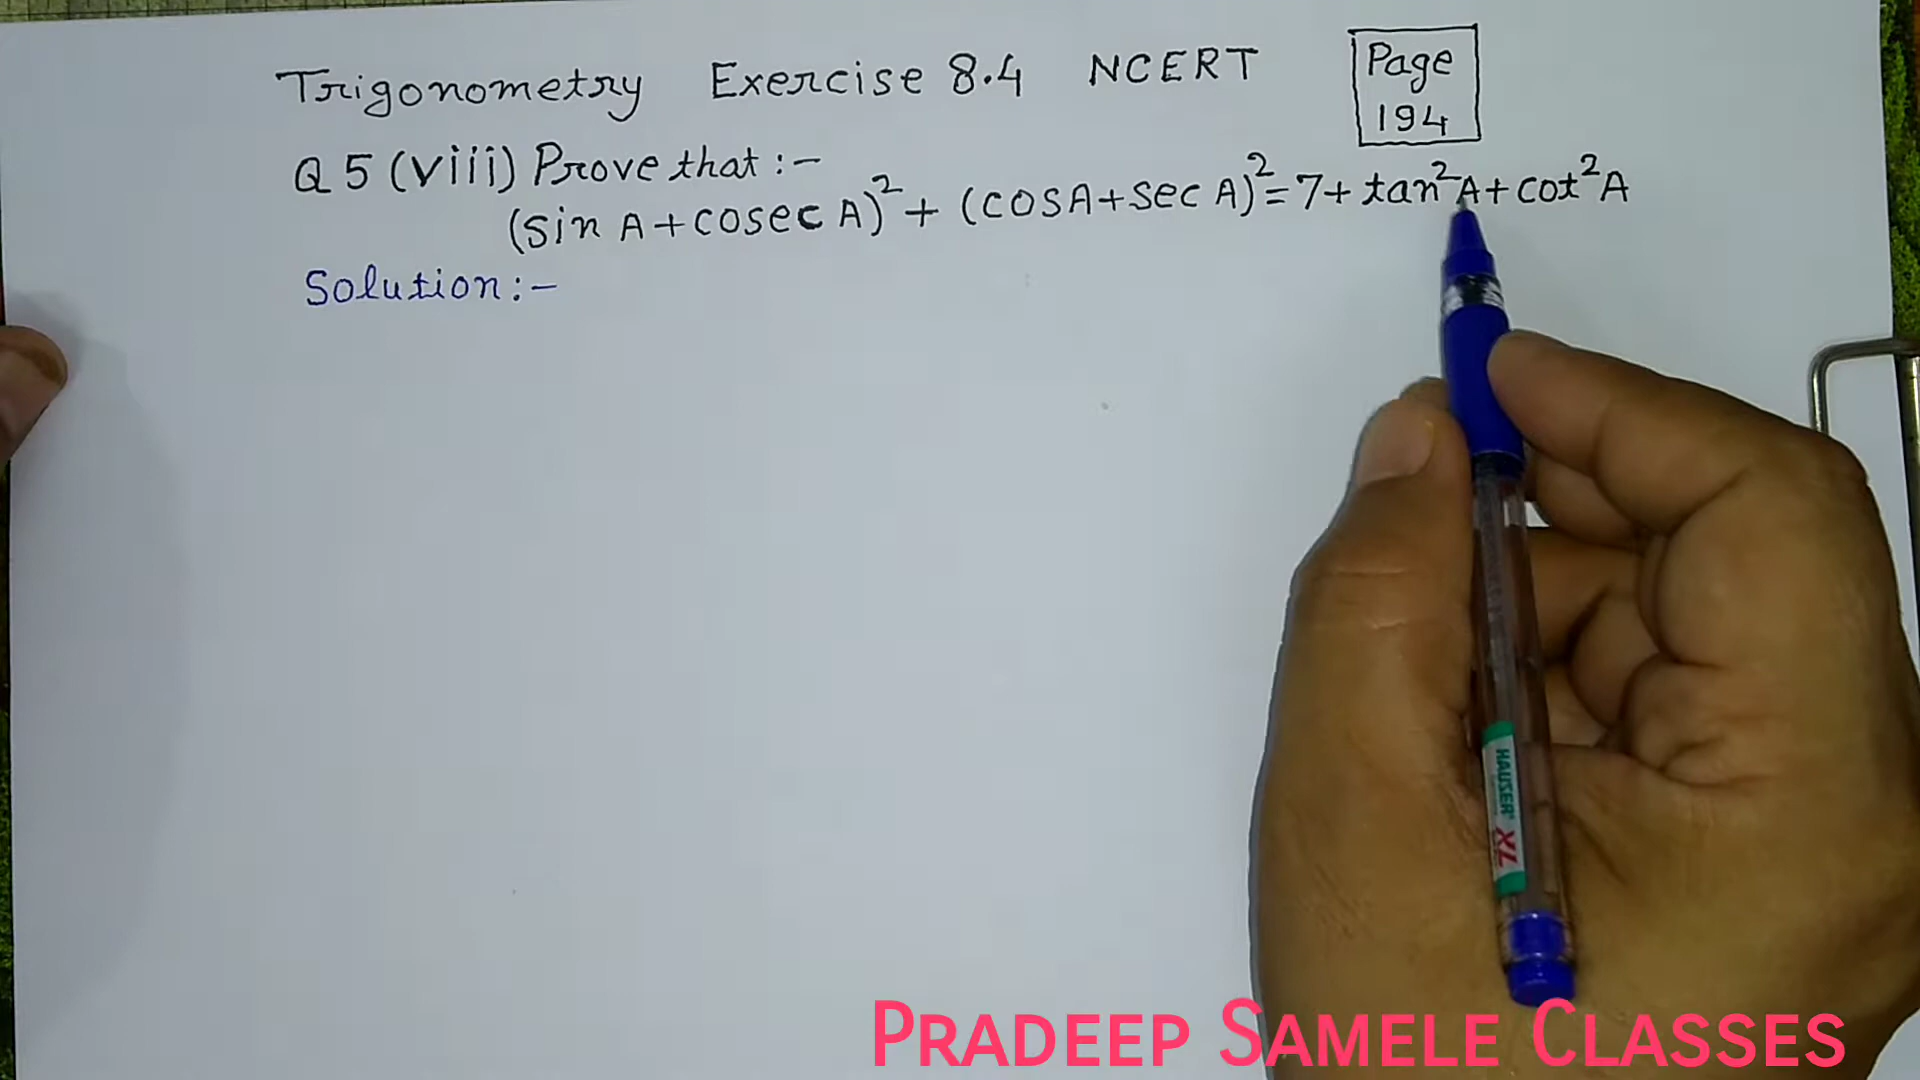 Trigonometry Exercise 8.4 NCERT
Page
194
Q 5 (viii) Prove that :-
(sin A + cosec A)² + (cosA + sec A)² = 7 + tan²A + cot²A
Solution :-
HAUSER
XL
PRADEEP SAMELE CLASSES